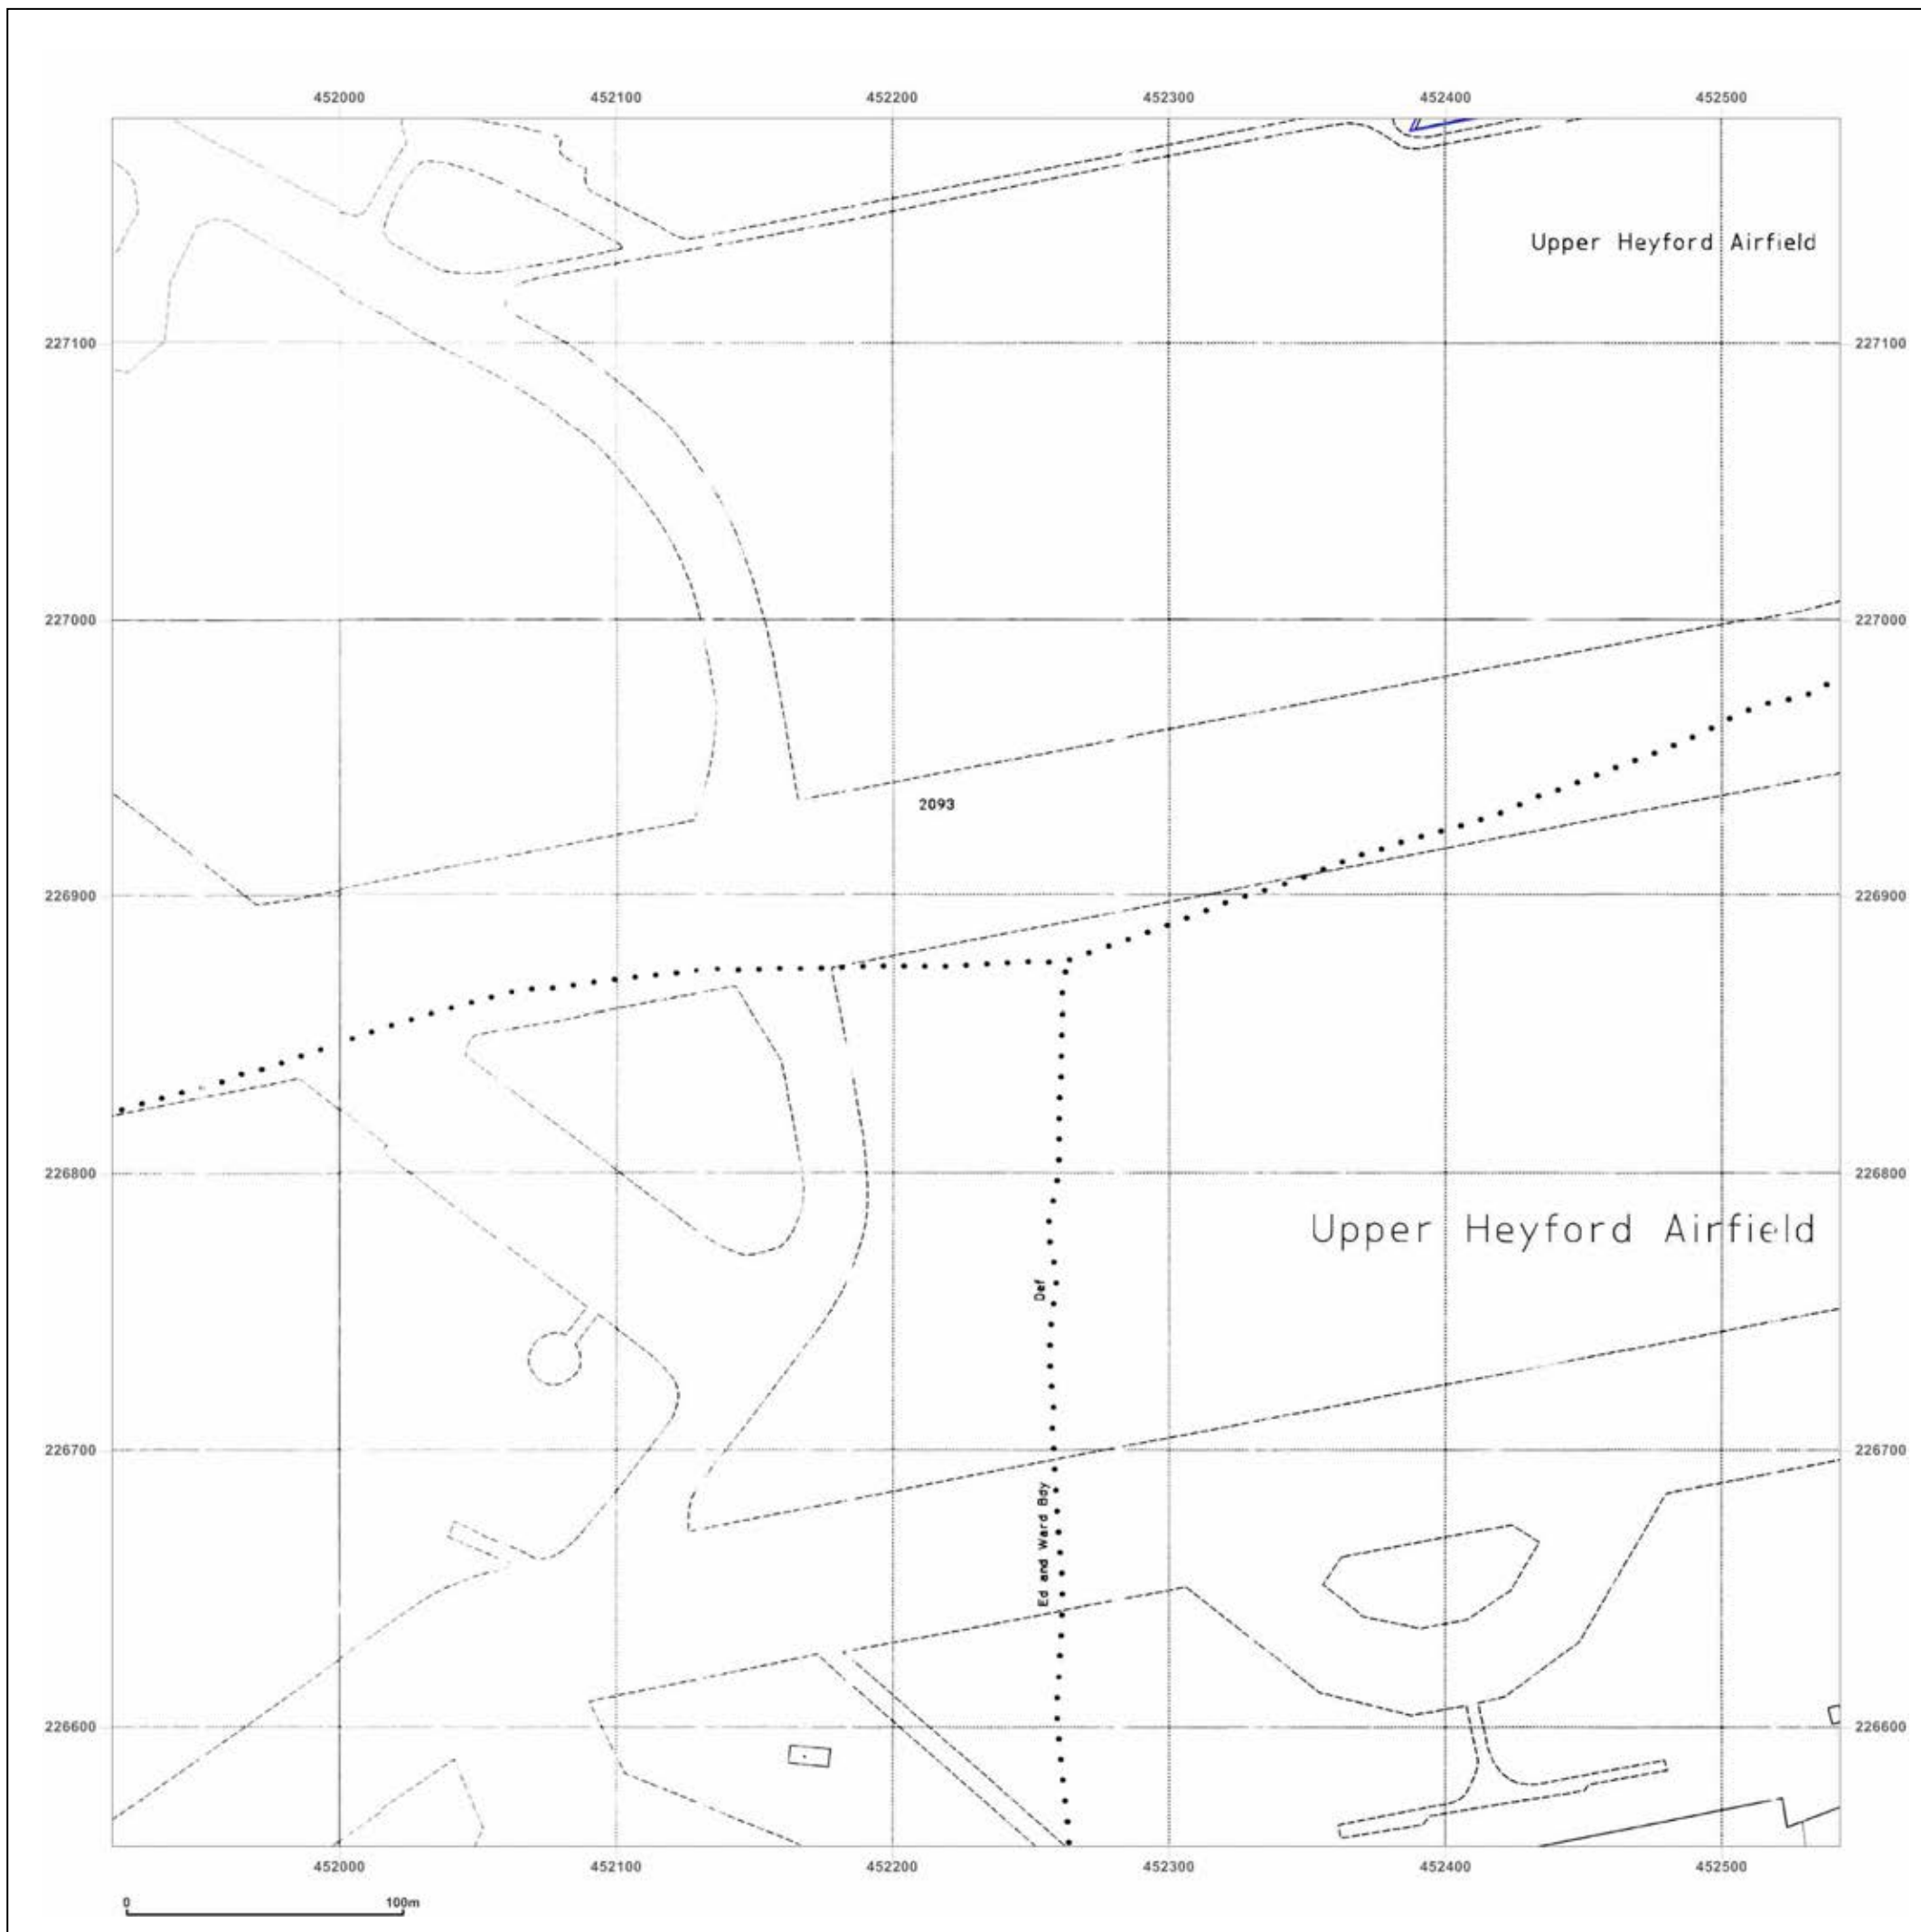 452000 452100 452200 452300 452400 452500
Upper Heyford Airfield
227100 227100
227000 227000
2093
226900 226900
226800 226800
Upper Heyford Airfield
Def
226700 226700
Ed and Ward Bdy
226600 226600
452000 452100 452200 452300 452400 452500
0 100m